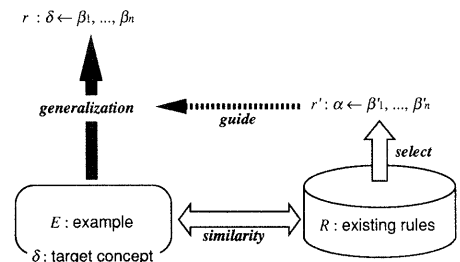 r : δ ← β₁, ..., βₙ
generalization
guide
r' : α ← β'₁, ..., β'ₙ
select
E : example
similarity
R : existing rules
δ : target concept